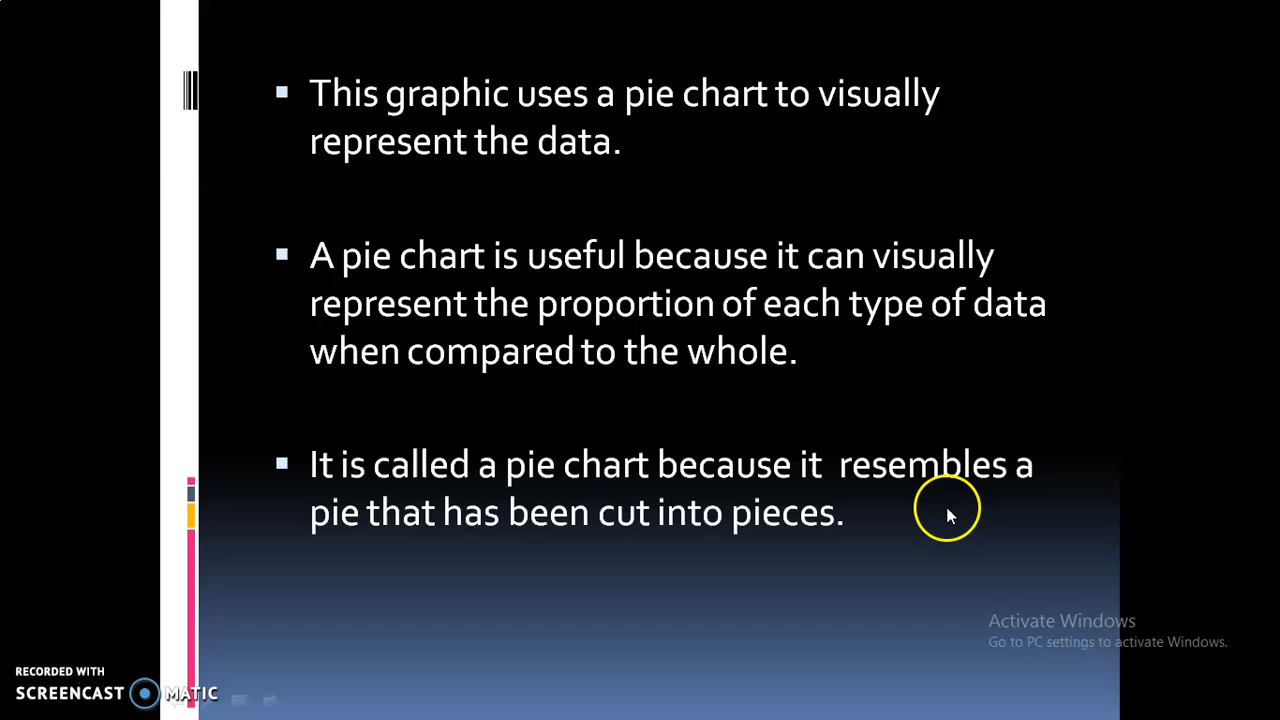 This graphic uses a pie chart to visually
represent the data.
A pie chart is useful because it can visually
represent the proportion of each type of data
when compared to the whole.
It is called a pie chart because it resembles a
pie that has been cut into pieces.
Activate Windows
Go to PC settings to activate Windows.
RECORDED WITH
SCREENCAST MATIC